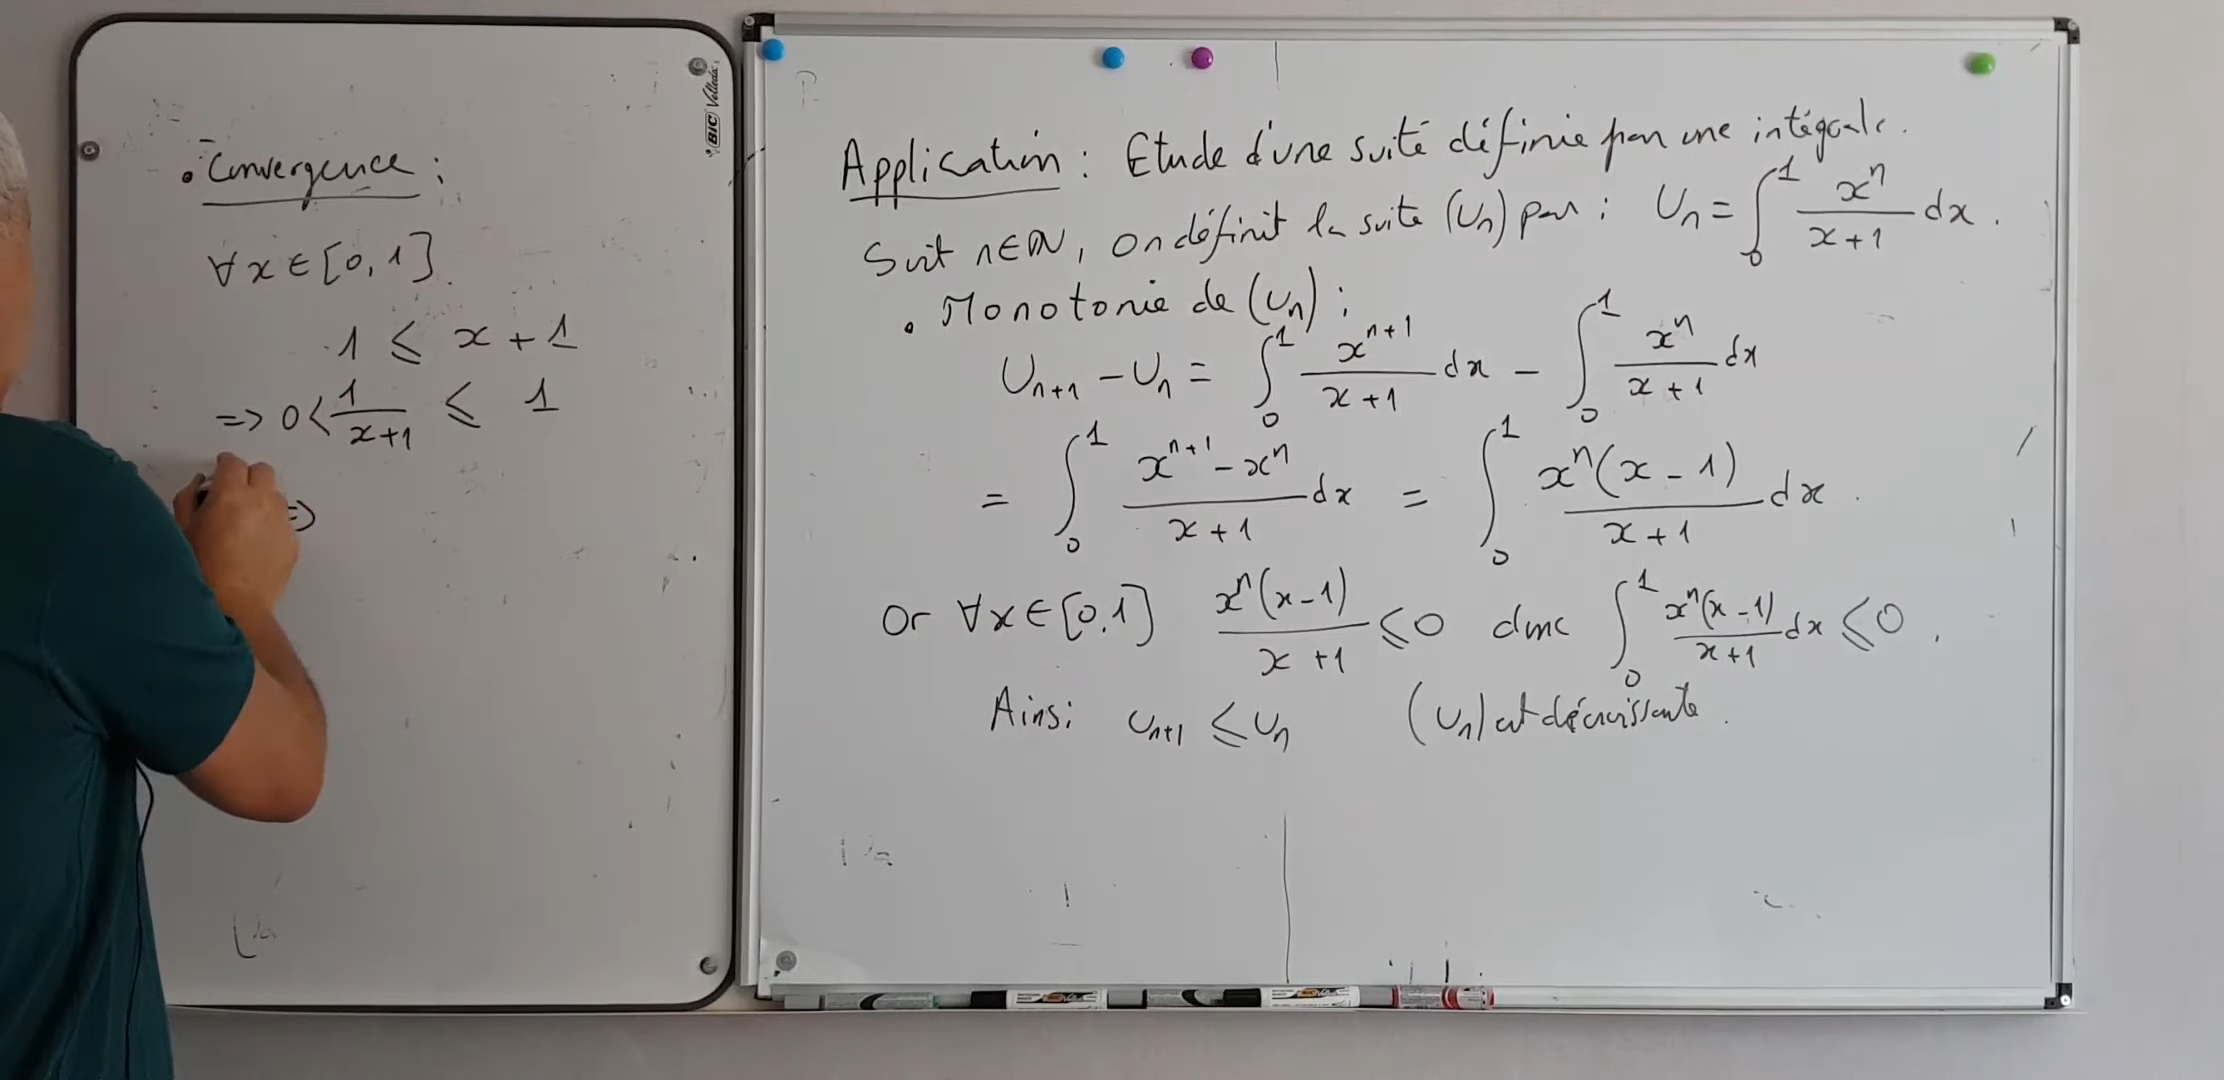 • Convergence :
∀x ∈ [0,1]
1 ≤ x + 1
=> 0 < 1/(x+1) ≤ 1
=>
BIC Velleda
Application : Etude d'une suite définie par une intégrale.
Soit n∈ℕ, on définit la suite (Un) par : Un = ∫₀¹ xⁿ/(x+1) dx.
• Monotonie de (Un) :
Uₙ₊₁ - Uₙ = ∫₀¹ xⁿ⁺¹/(x+1) dx - ∫₀¹ xⁿ/(x+1) dx
= ∫₀¹ (xⁿ⁺¹ - xⁿ)/(x+1) dx = ∫₀¹ xⁿ(x-1)/(x+1) dx.
Or ∀x∈[0,1] xⁿ(x-1)/(x+1) ≤ 0 donc ∫₀¹ xⁿ(x-1)/(x+1) dx ≤ 0.
Ainsi Uₙ₊₁ ≤ Uₙ (Un) est décroissante.